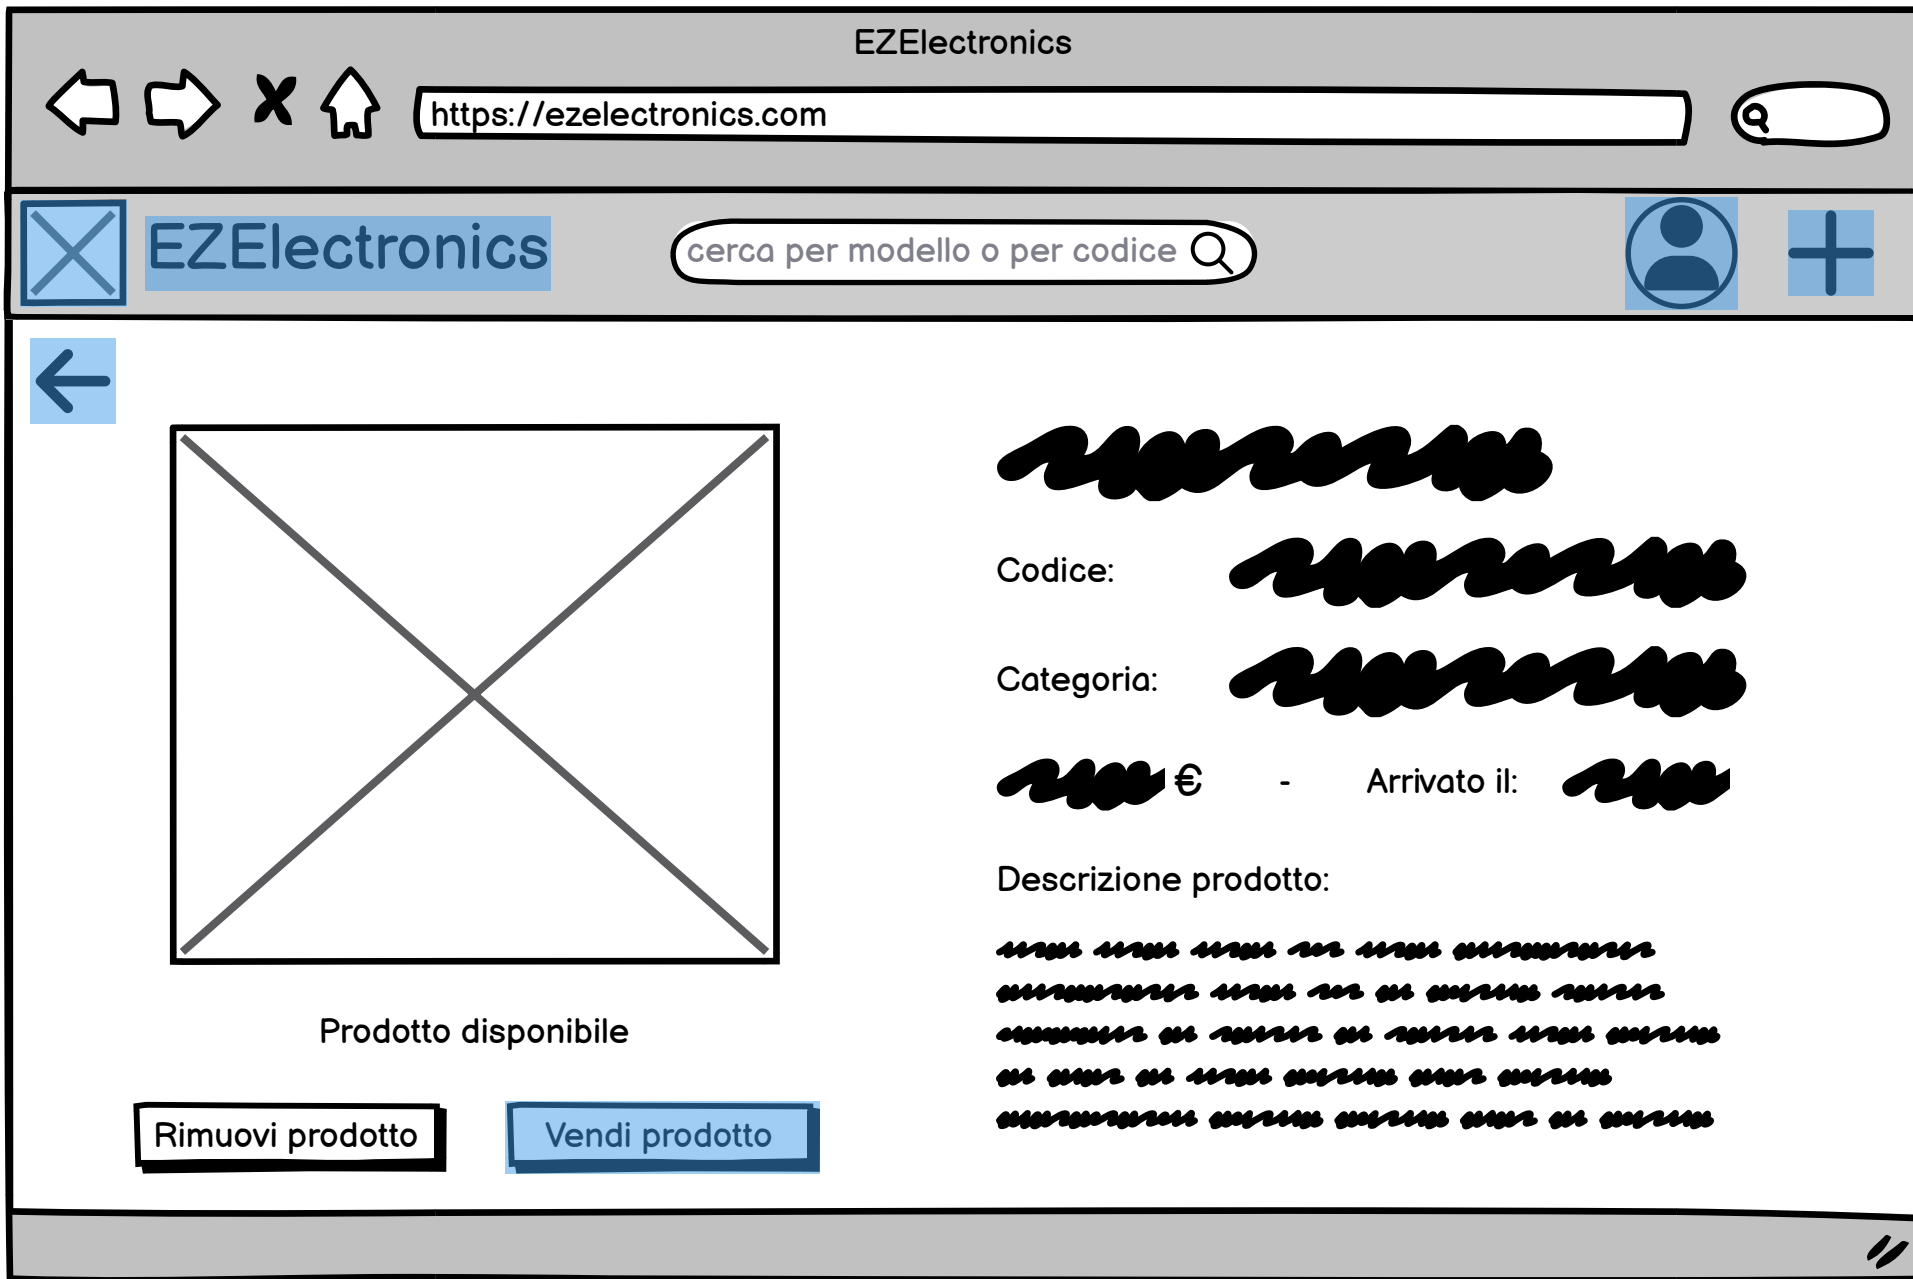 EZElectronics
https://ezelectronics.com
EZElectronics
cerca per modello o per codice
Codice:
Categoria:
€ - Arrivato il:
Descrizione prodotto:
Prodotto disponibile
Rimuovi prodotto
Vendi prodotto